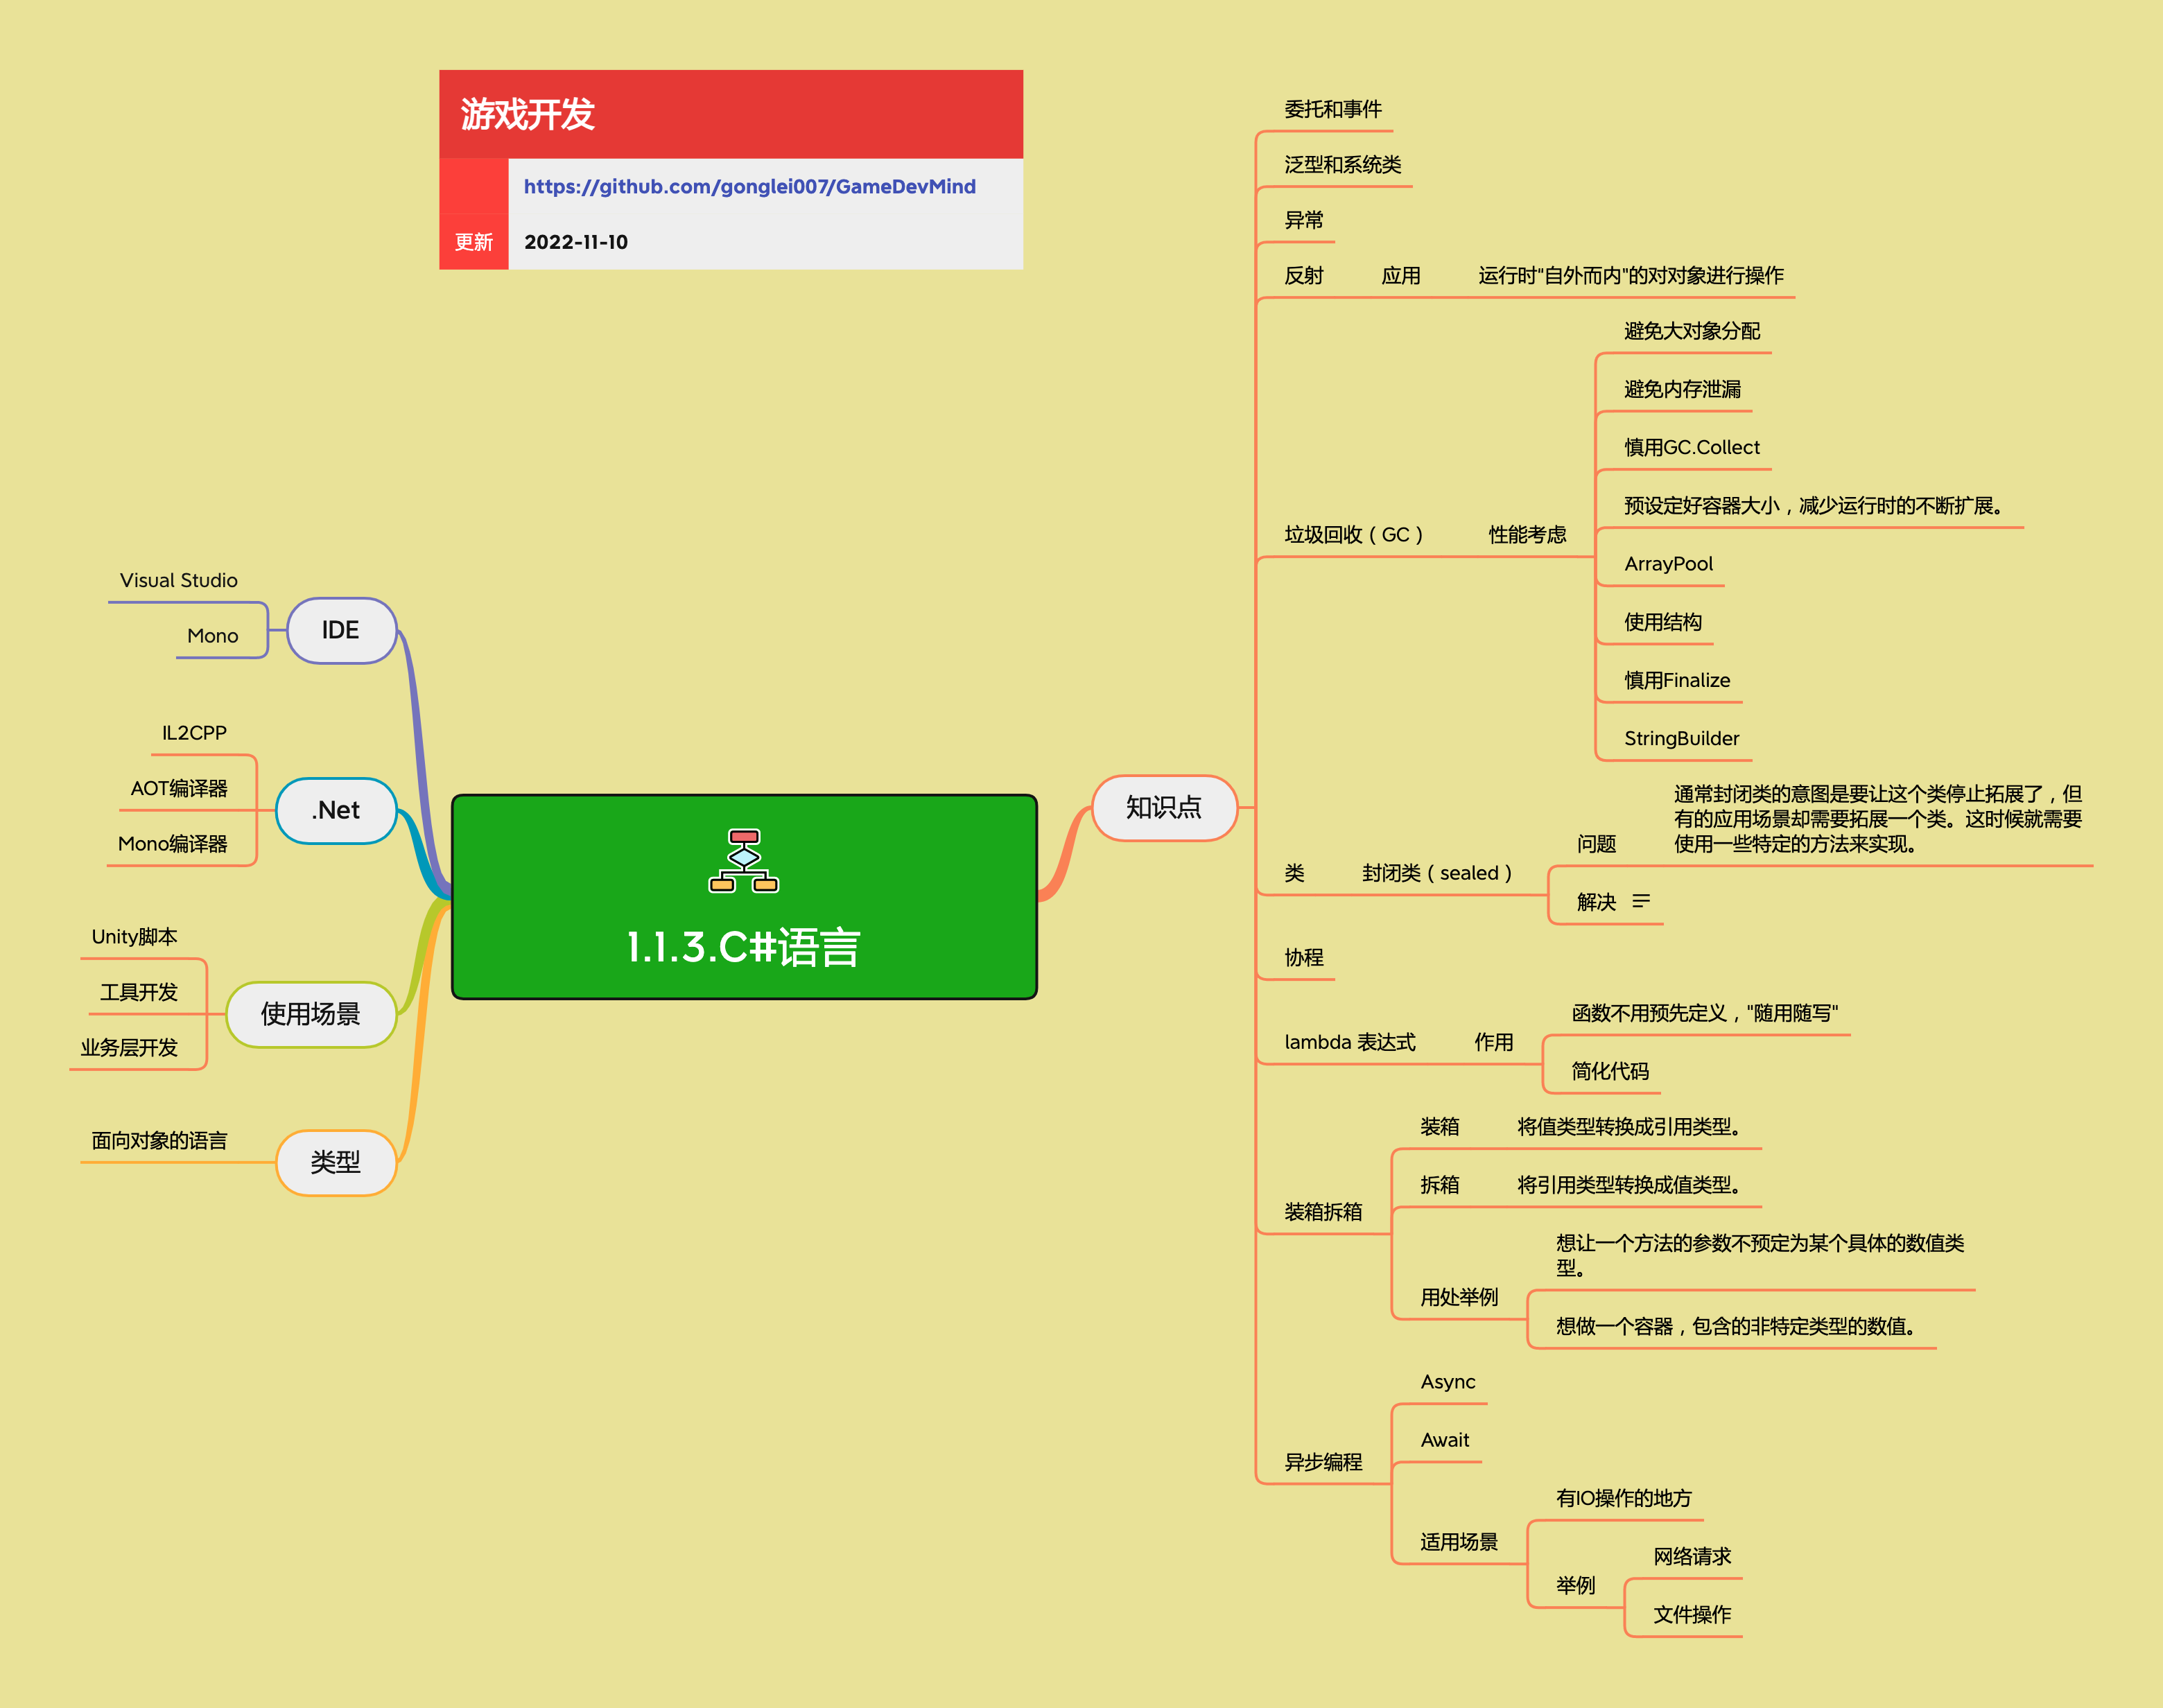 游戏开发
https://github.com/gonglei007/GameDevMind
更新
2022-11-10
1.1.3.C#语言
IDE
Visual Studio
Mono
.Net
IL2CPP
AOT编译器
Mono编译器
使用场景
Unity脚本
工具开发
业务层开发
类型
面向对象的语言
知识点
委托和事件
泛型和系统类
异常
反射
应用
运行时"自外而内"的对对象进行操作
垃圾回收（GC）
性能考虑
避免大对象分配
避免内存泄漏
慎用GC.Collect
预设定好容器大小，减少运行时的不断扩展。
ArrayPool
使用结构
慎用Finalize
StringBuilder
类
封闭类（sealed）
问题
通常封闭类的意图是要让这个类停止拓展了，但
有的应用场景却需要拓展一个类。这时候就需要
使用一些特定的方法来实现。
解决
协程
lambda 表达式
作用
函数不用预先定义，"随用随写"
简化代码
装箱拆箱
装箱
将值类型转换成引用类型。
拆箱
将引用类型转换成值类型。
用处举例
想让一个方法的参数不预定为某个具体的数值类
型。
想做一个容器，包含的非特定类型的数值。
异步编程
Async
Await
适用场景
有IO操作的地方
举例
网络请求
文件操作